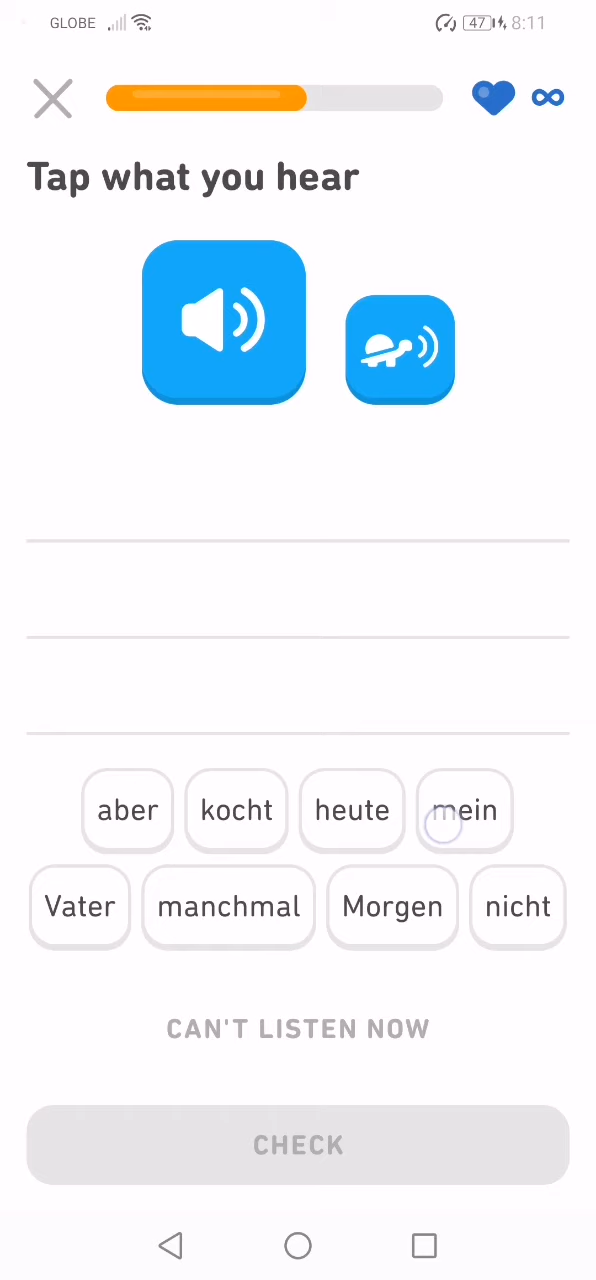 GLOBE 47 8:11
Tap what you hear
aber kocht heute mein
Vater manchmal Morgen nicht
CAN'T LISTEN NOW
CHECK